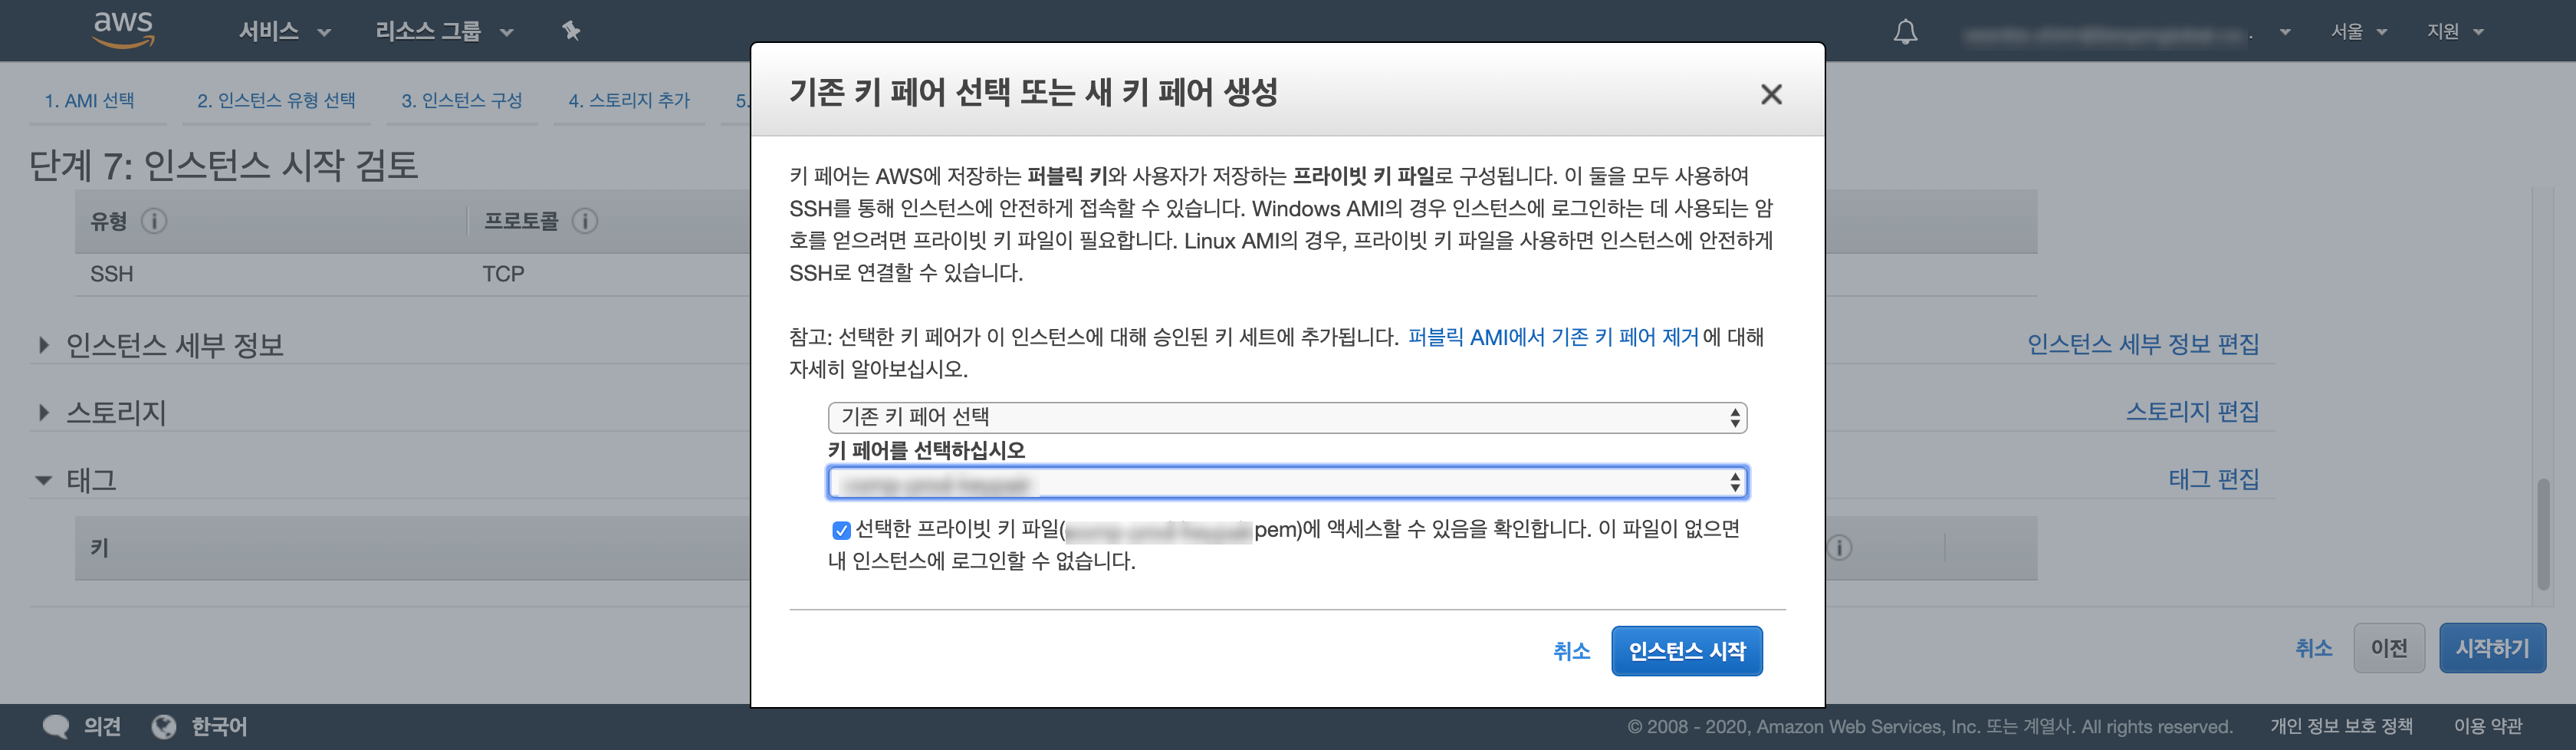 aws 서비스 리소스 그룹 서울 지원
1. AMI 선택 2. 인스턴스 유형 선택 3. 인스턴스 구성 4. 스토리지 추가 5.
단계 7: 인스턴스 시작 검토
유형 프로토콜
SSH TCP
인스턴스 세부 정보 인스턴스 세부 정보 편집
스토리지 스토리지 편집
태그 태그 편집
키
기존 키 페어 선택 또는 새 키 페어 생성
키 페어는 AWS에 저장하는 퍼블릭 키와 사용자가 저장하는 프라이빗 키 파일로 구성됩니다. 이 둘을 모두 사용하여
SSH를 통해 인스턴스에 안전하게 접속할 수 있습니다. Windows AMI의 경우 인스턴스에 로그인하는 데 사용되는 암
호를 얻으려면 프라이빗 키 파일이 필요합니다. Linux AMI의 경우, 프라이빗 키 파일을 사용하면 인스턴스에 안전하게
SSH로 연결할 수 있습니다.
참고: 선택한 키 페어가 이 인스턴스에 대해 승인된 키 세트에 추가됩니다. 퍼블릭 AMI에서 기존 키 페어 제거에 대해
자세히 알아보십시오.
기존 키 페어 선택
키 페어를 선택하십시오
선택한 프라이빗 키 파일( pem)에 액세스할 수 있음을 확인합니다. 이 파일이 없으면
내 인스턴스에 로그인할 수 없습니다.
취소 인스턴스 시작
취소 이전 시작하기
의견 한국어 © 2008 - 2020, Amazon Web Services, Inc. 또는 계열사. All rights reserved. 개인 정보 보호 정책 이용 약관